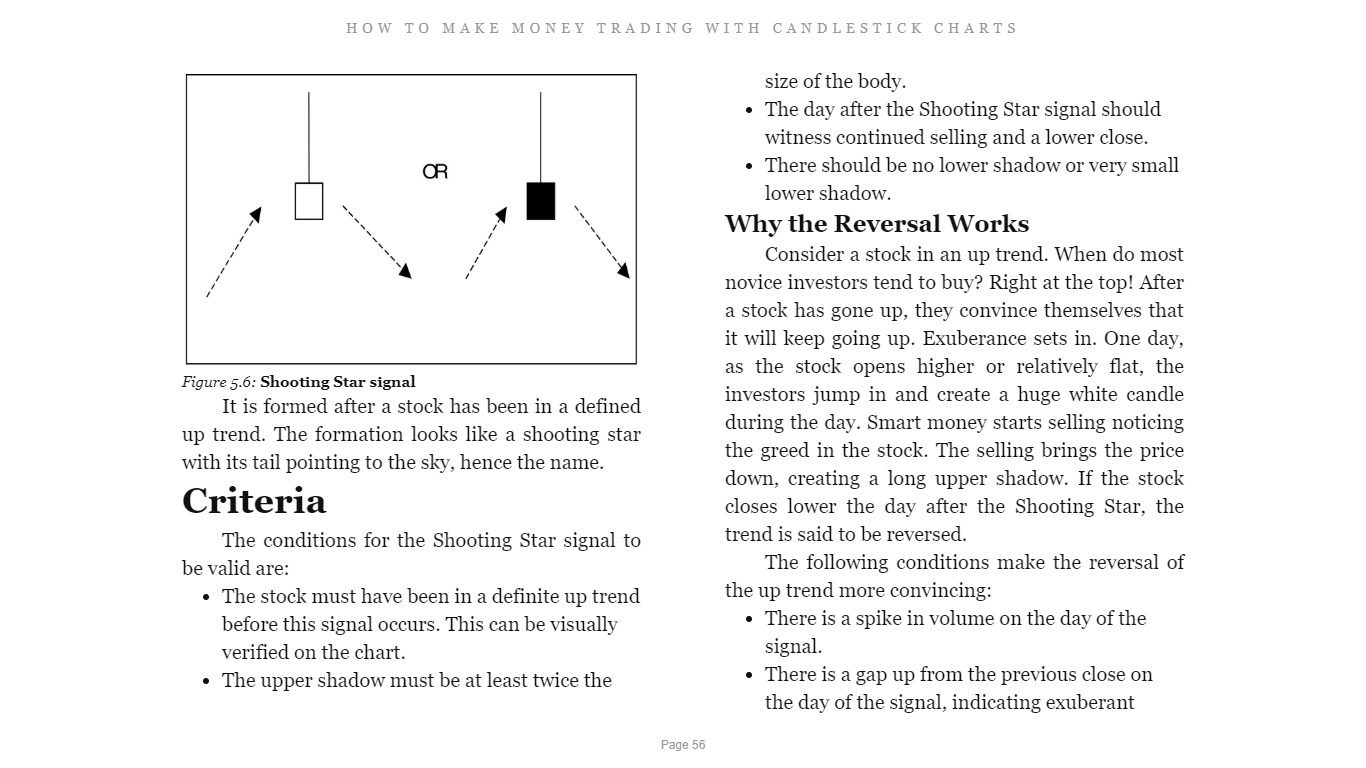 HOW TO MAKE MONEY TRADING WITH CANDLESTICK CHARTS
OR
Figure 5.6: Shooting Star signal
It is formed after a stock has been in a defined
up trend. The formation looks like a shooting star
with its tail pointing to the sky, hence the name.
Criteria
The conditions for the Shooting Star signal to
be valid are:
• The stock must have been in a definite up trend
before this signal occurs. This can be visually
verified on the chart.
• The upper shadow must be at least twice the
size of the body.
• The day after the Shooting Star signal should
witness continued selling and a lower close.
• There should be no lower shadow or very small
lower shadow.
Why the Reversal Works
Consider a stock in an up trend. When do most
novice investors tend to buy? Right at the top! After
a stock has gone up, they convince themselves that
it will keep going up. Exuberance sets in. One day,
as the stock opens higher or relatively flat, the
investors jump in and create a huge white candle
during the day. Smart money starts selling noticing
the greed in the stock. The selling brings the price
down, creating a long upper shadow. If the stock
closes lower the day after the Shooting Star, the
trend is said to be reversed.
The following conditions make the reversal of
the up trend more convincing:
• There is a spike in volume on the day of the
signal.
• There is a gap up from the previous close on
the day of the signal, indicating exuberant
Page 56